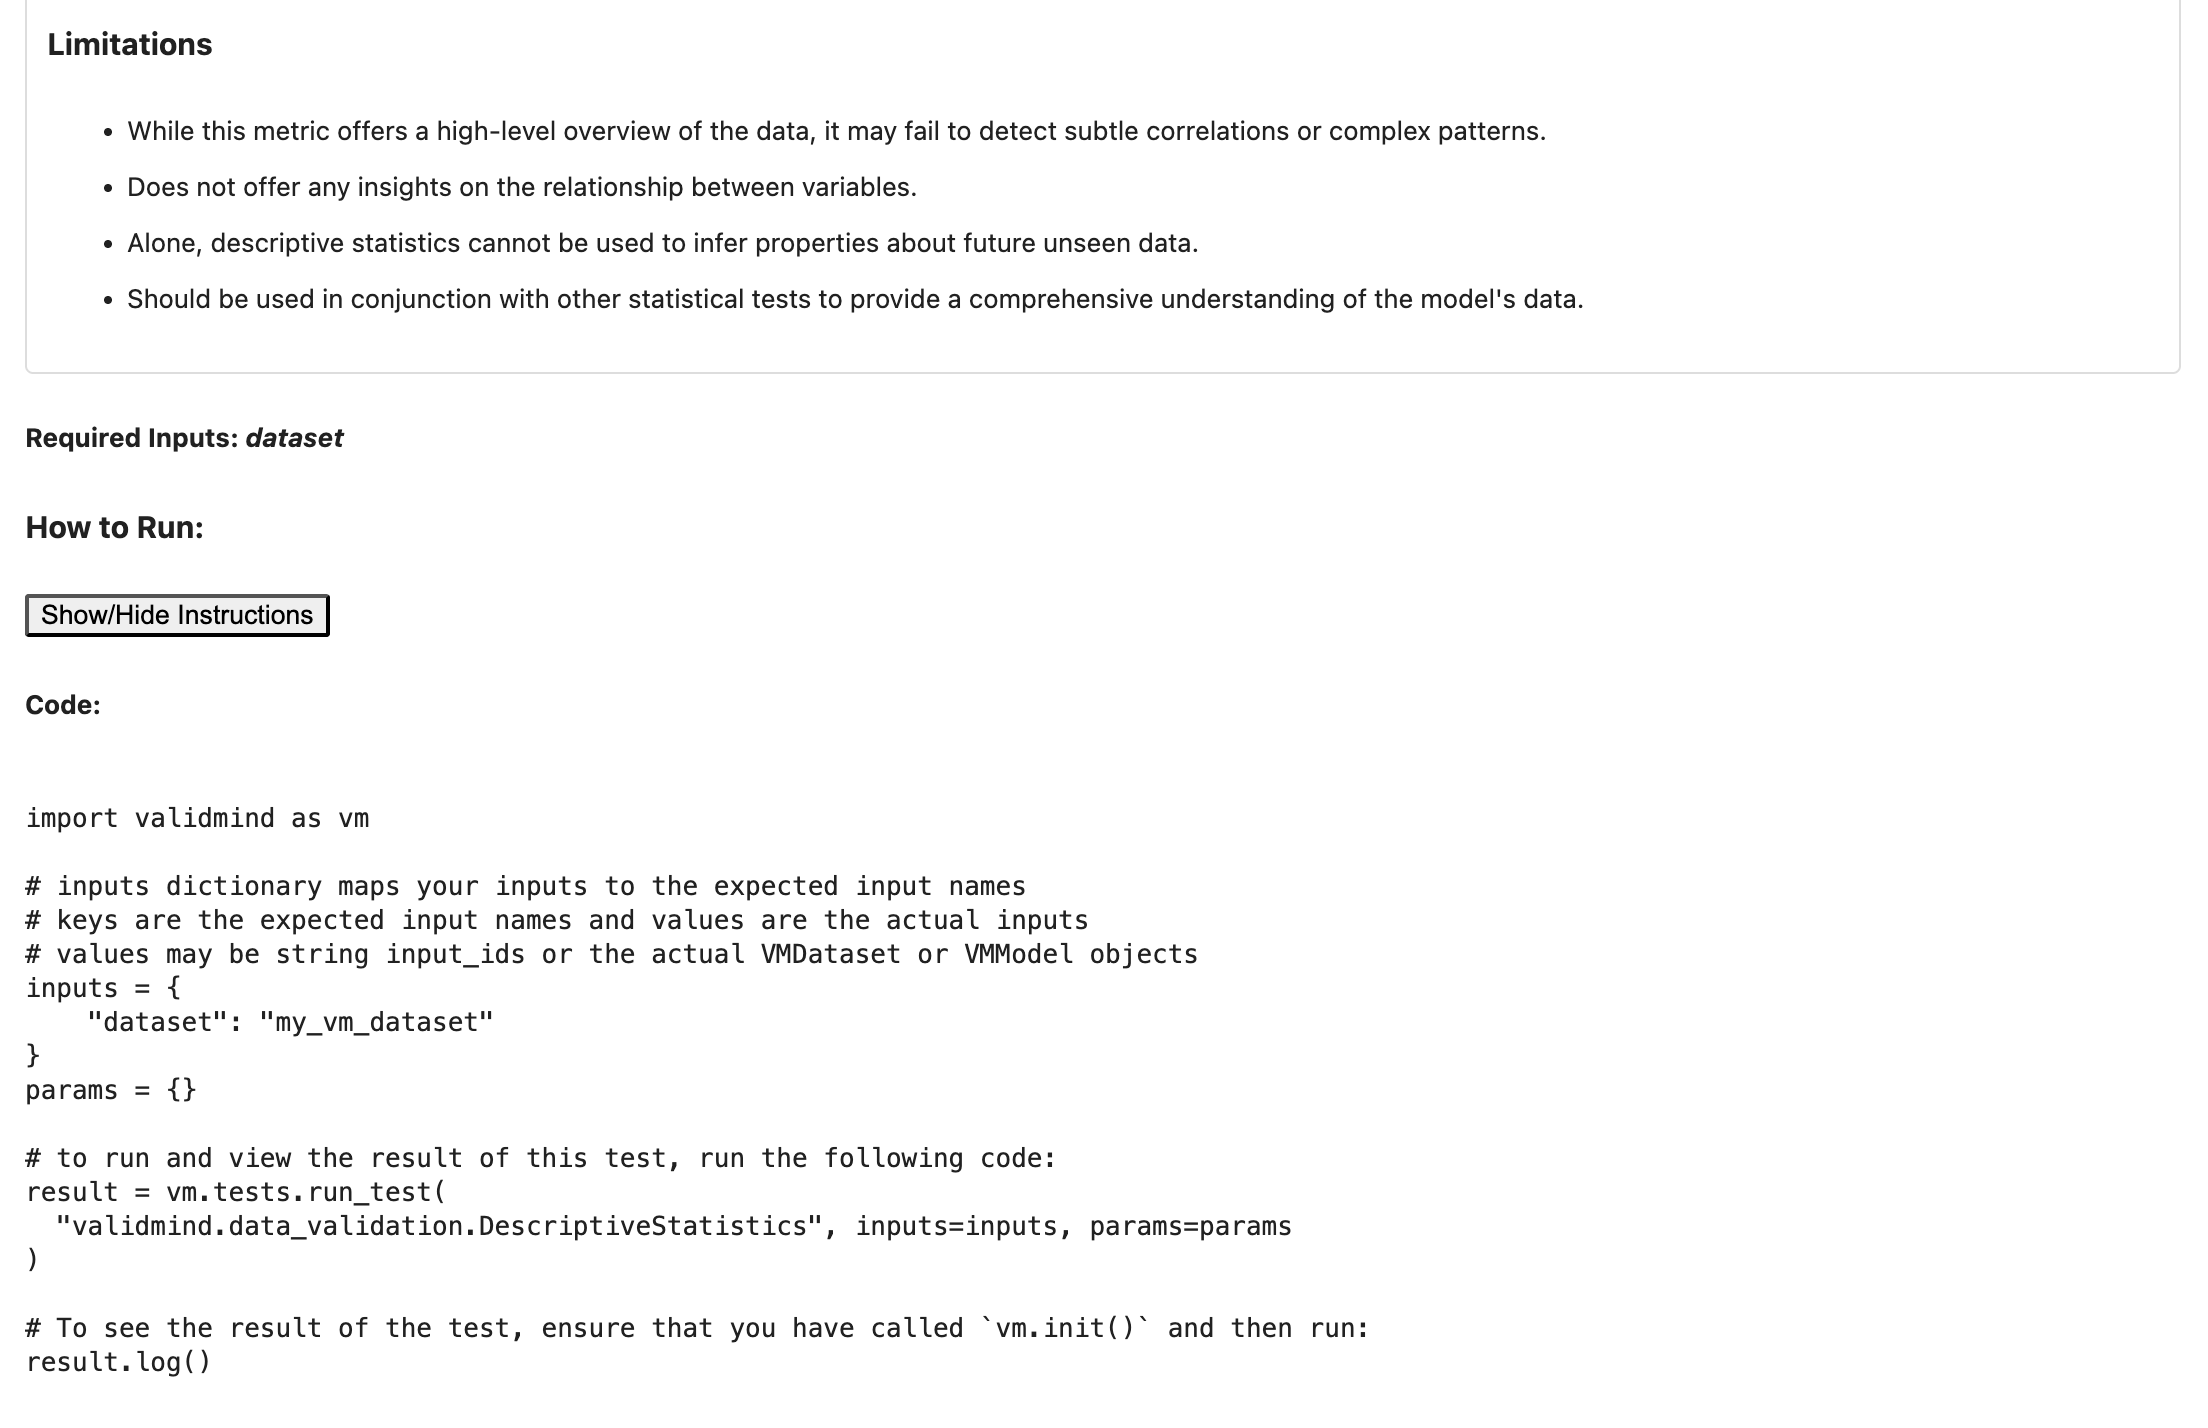 Limitations
• While this metric offers a high-level overview of the data, it may fail to detect subtle correlations or complex patterns.
• Does not offer any insights on the relationship between variables.
• Alone, descriptive statistics cannot be used to infer properties about future unseen data.
• Should be used in conjunction with other statistical tests to provide a comprehensive understanding of the model's data.
Required Inputs: dataset
How to Run:
Show/Hide Instructions
Code:
import validmind as vm
# inputs dictionary maps your inputs to the expected input names
# keys are the expected input names and values are the actual inputs
# values may be string input_ids or the actual VMDataset or VMModel objects
inputs = {
    "dataset": "my_vm_dataset"
}
params = {}
# to run and view the result of this test, run the following code:
result = vm.tests.run_test(
  "validmind.data_validation.DescriptiveStatistics", inputs=inputs, params=params
)
# To see the result of the test, ensure that you have called `vm.init()` and then run:
result.log()